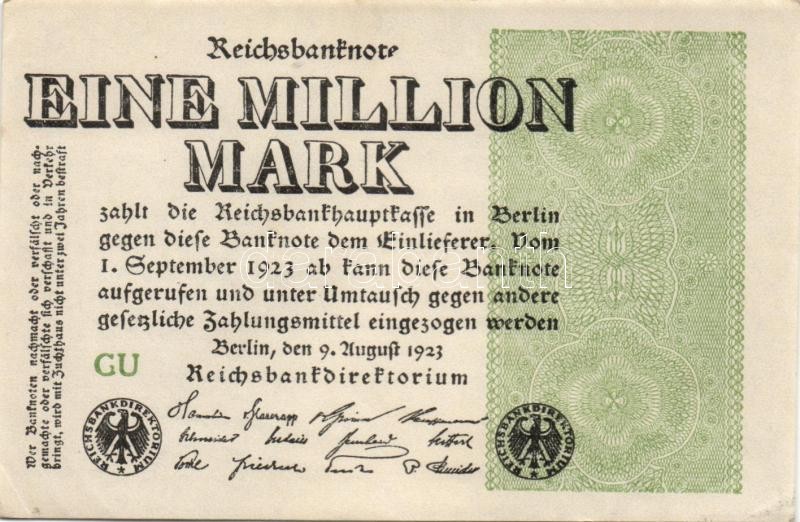 Reichsbanknote
EINE MILLION
MARK
zahlt die Reichsbankhauptkasse in Berlin
gegen diese Banknote dem Einlieferer. Vom
1. September 1923 ab kann diese Banknote
aufgerufen und unter Umtausch gegen andere
gesetzliche Zahlungsmittel eingezogen werden
Berlin, den 9. August 1923
Reichsbankdirektorium
GU
Wer Banknoten nachmacht oder verfälscht oder nach-
gemachte oder verfälschte sich verschafft und in Verkehr
bringt, wird mit Zuchthaus nicht unter zwei Jahren bestraft
REICHSBANKDIREKTORIUM
REICHSBANKDIREKTORIUM